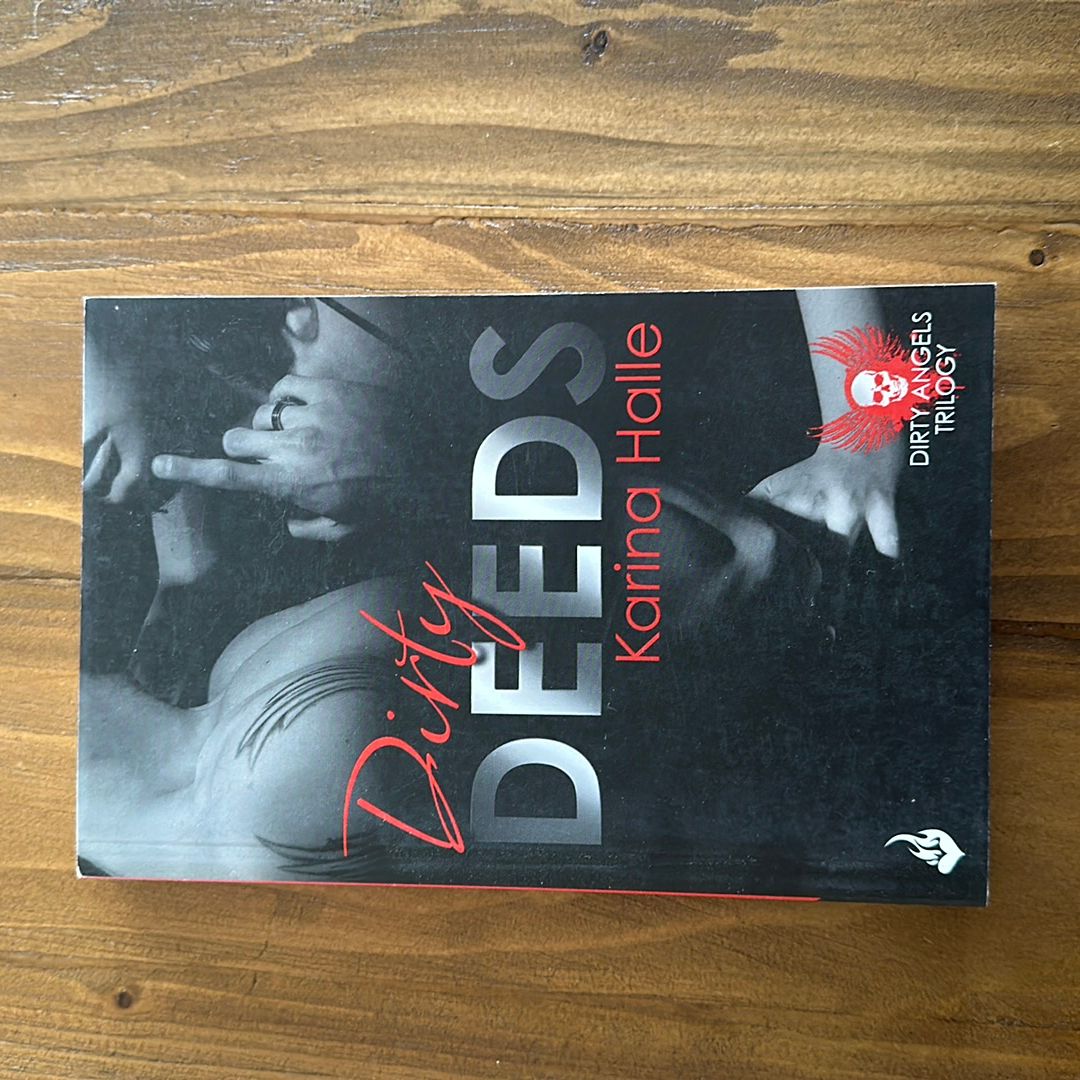 Dirty
DEEDS
Karina Halle
DIRTY ANGELS
TRILOGY